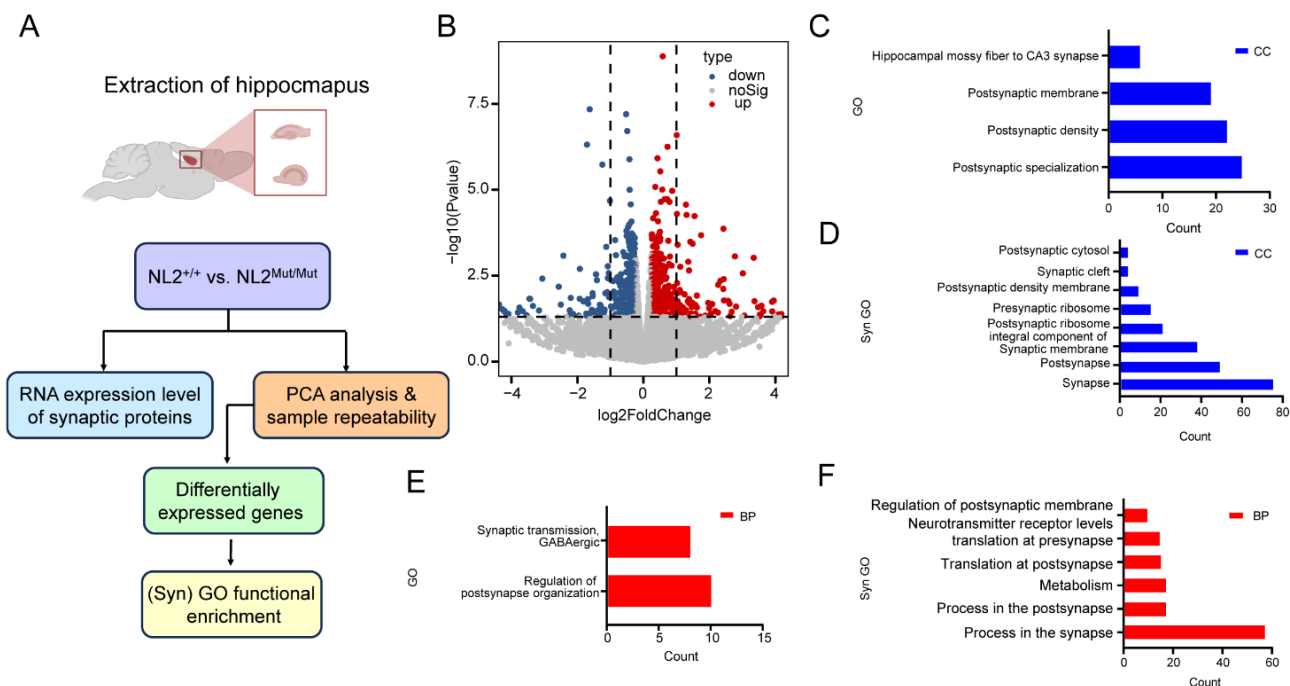 A
Extraction of hippocmapus
NL2+/+ vs. NL2Mut/Mut
RNA expression level
of synaptic proteins
PCA analysis &
sample repeatability
Differentially
expressed genes
(Syn) GO functional
enrichment
B
−log10(Pvalue)
7.5
5.0
2.5
0.0
type
down
noSig
up
−4
−2
0
2
4
log2FoldChange
C
GO
Hippocampal mossy fiber to CA3 synapse
Postsynaptic membrane
Postsynaptic density
Postsynaptic specialization
CC
0
10
20
30
Count
D
Syn GO
Postsynaptic cytosol
Synaptic cleft
Postsynaptic density membrane
Presynaptic ribosome
Postsynaptic ribosome
integral component of
Synaptic membrane
Postsynapse
Synapse
CC
0
20
40
60
80
Count
E
GO
Synaptic transmission,
GABAergic
Regulation of
postsynapse organization
BP
0
5
10
15
Count
F
Syn GO
Regulation of postsynaptic membrane
Neurotransmitter receptor levels
translation at presynapse
Translation at postsynapse
Metabolism
Process in the postsynapse
Process in the synapse
BP
0
20
40
60
Count